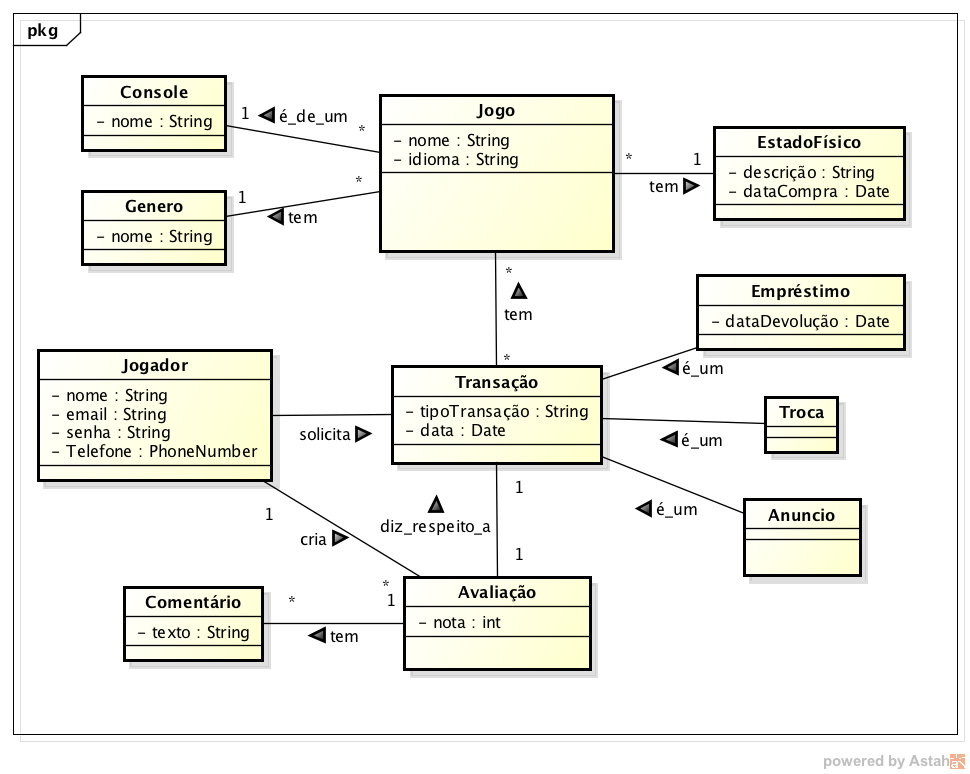 pkg
Console
- nome : String
1
é_de_um
*
Jogo
- nome : String
- idioma : String
*
1
tem
EstadoFísico
- descrição : String
- dataCompra : Date
Genero
- nome : String
1
tem
*
*
tem
*
Empréstimo
- dataDevolução : Date
é_um
Jogador
- nome : String
- email : String
- senha : String
- Telefone : PhoneNumber
solicita
Transação
- tipoTransação : String
- data : Date
Troca
é_um
Anuncio
é_um
1
diz_respeito_a
1
1
cria
*
Avaliação
- nota : int
Comentário
- texto : String
*
1
tem
powered by Astah